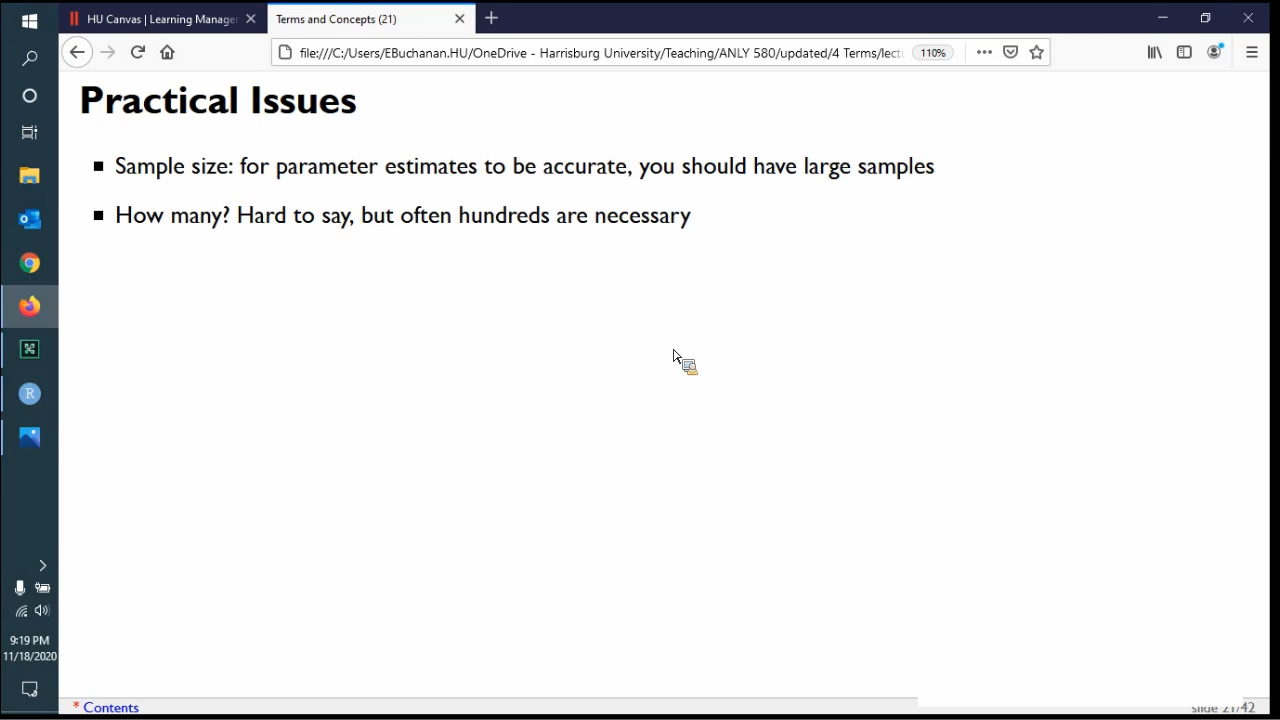 HU Canvas | Learning Manage
Terms and Concepts (21)
file:///C:/Users/EBuchanan.HU/OneDrive - Harrisburg University/Teaching/ANLY 580/updated/4 Terms/lect
110%
Practical Issues
Sample size: for parameter estimates to be accurate, you should have large samples
How many? Hard to say, but often hundreds are necessary
R
9:19 PM
11/18/2020
* Contents
slide 21/42